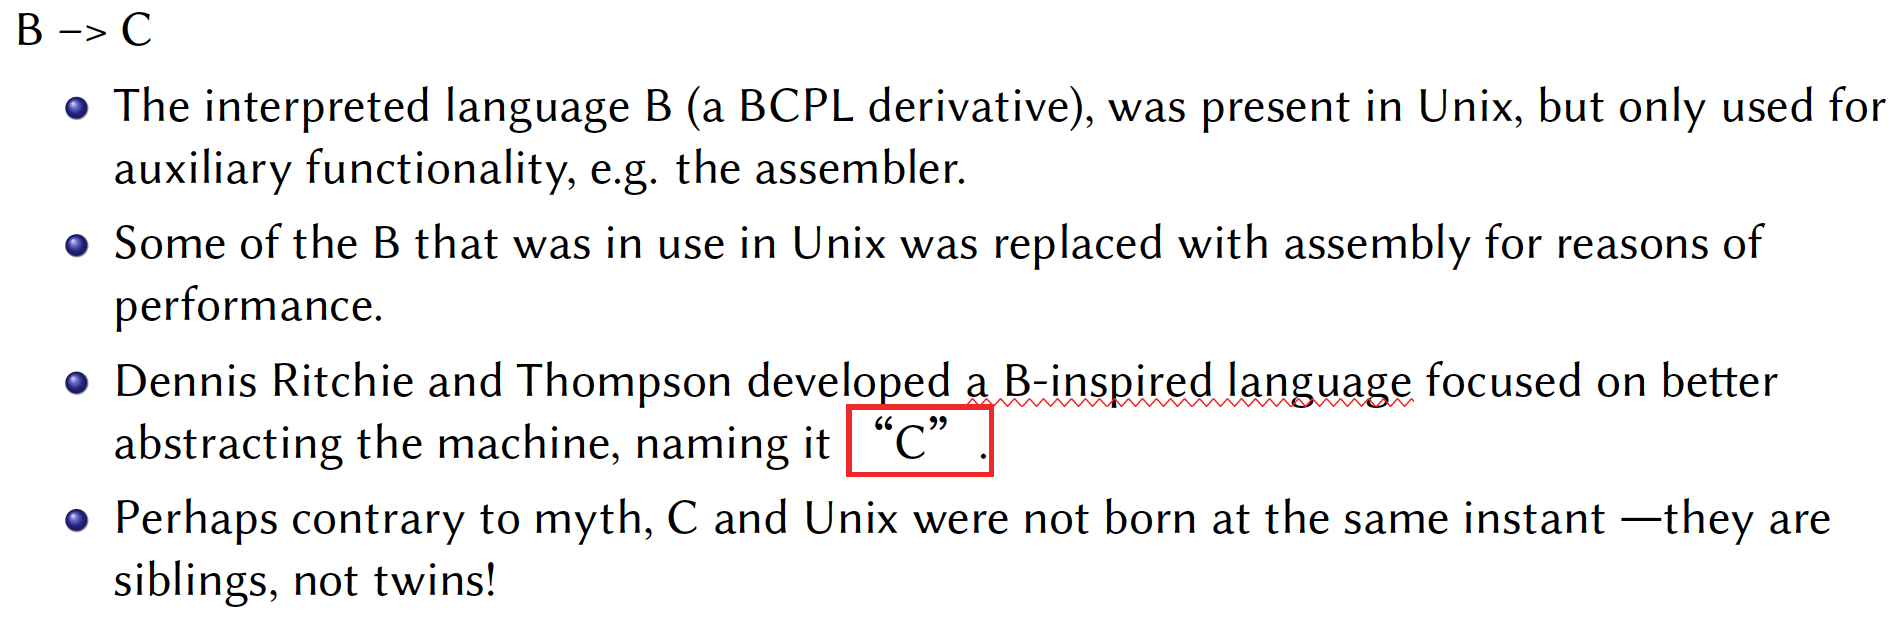 B –> C
The interpreted language B (a BCPL derivative), was present in Unix, but only used for
auxiliary functionality, e.g. the assembler.
Some of the B that was in use in Unix was replaced with assembly for reasons of
performance.
Dennis Ritchie and Thompson developed a B-inspired language focused on better
abstracting the machine, naming it “C” .
Perhaps contrary to myth, C and Unix were not born at the same instant —they are
siblings, not twins!